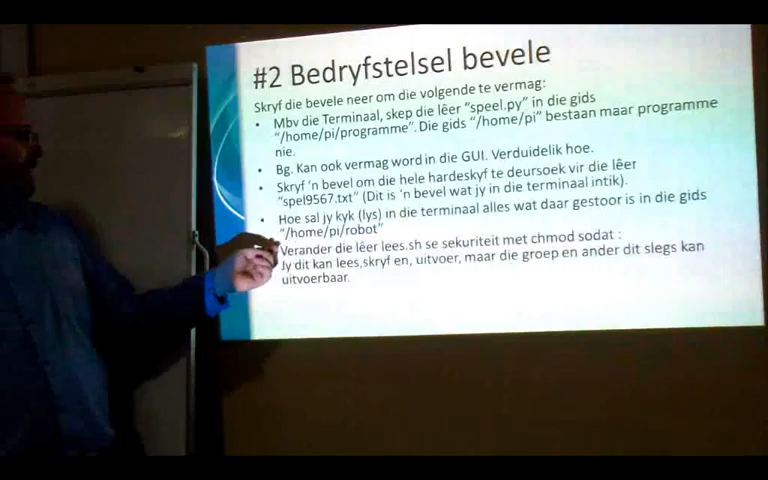 #2 Bedryfstelsel bevele
Skryf die bevele neer om die volgende te vermag:
• Mbv die Terminaal, skep die lêer "speel.py" in die gids
"/home/pi/programme". Die gids "/home/pi" bestaan maar programme
nie.
• Bg. Kan ook vermag word in die GUI. Verduidelik hoe.
• Skryf 'n bevel om die hele hardeskyf te deursoek vir die lêer
"spel9567.txt" (Dit is 'n bevel wat jy in die terminaal intik).
• Hoe sal jy kyk (lys) in die terminaal alles wat daar gestoor is in die gids
"/home/pi/robot"
Verander die lêer lees.sh se sekuriteit met chmod sodat :
Jy dit kan lees,skryf en, uitvoer, maar die groep en ander dit slegs kan
uitvoerbaar.